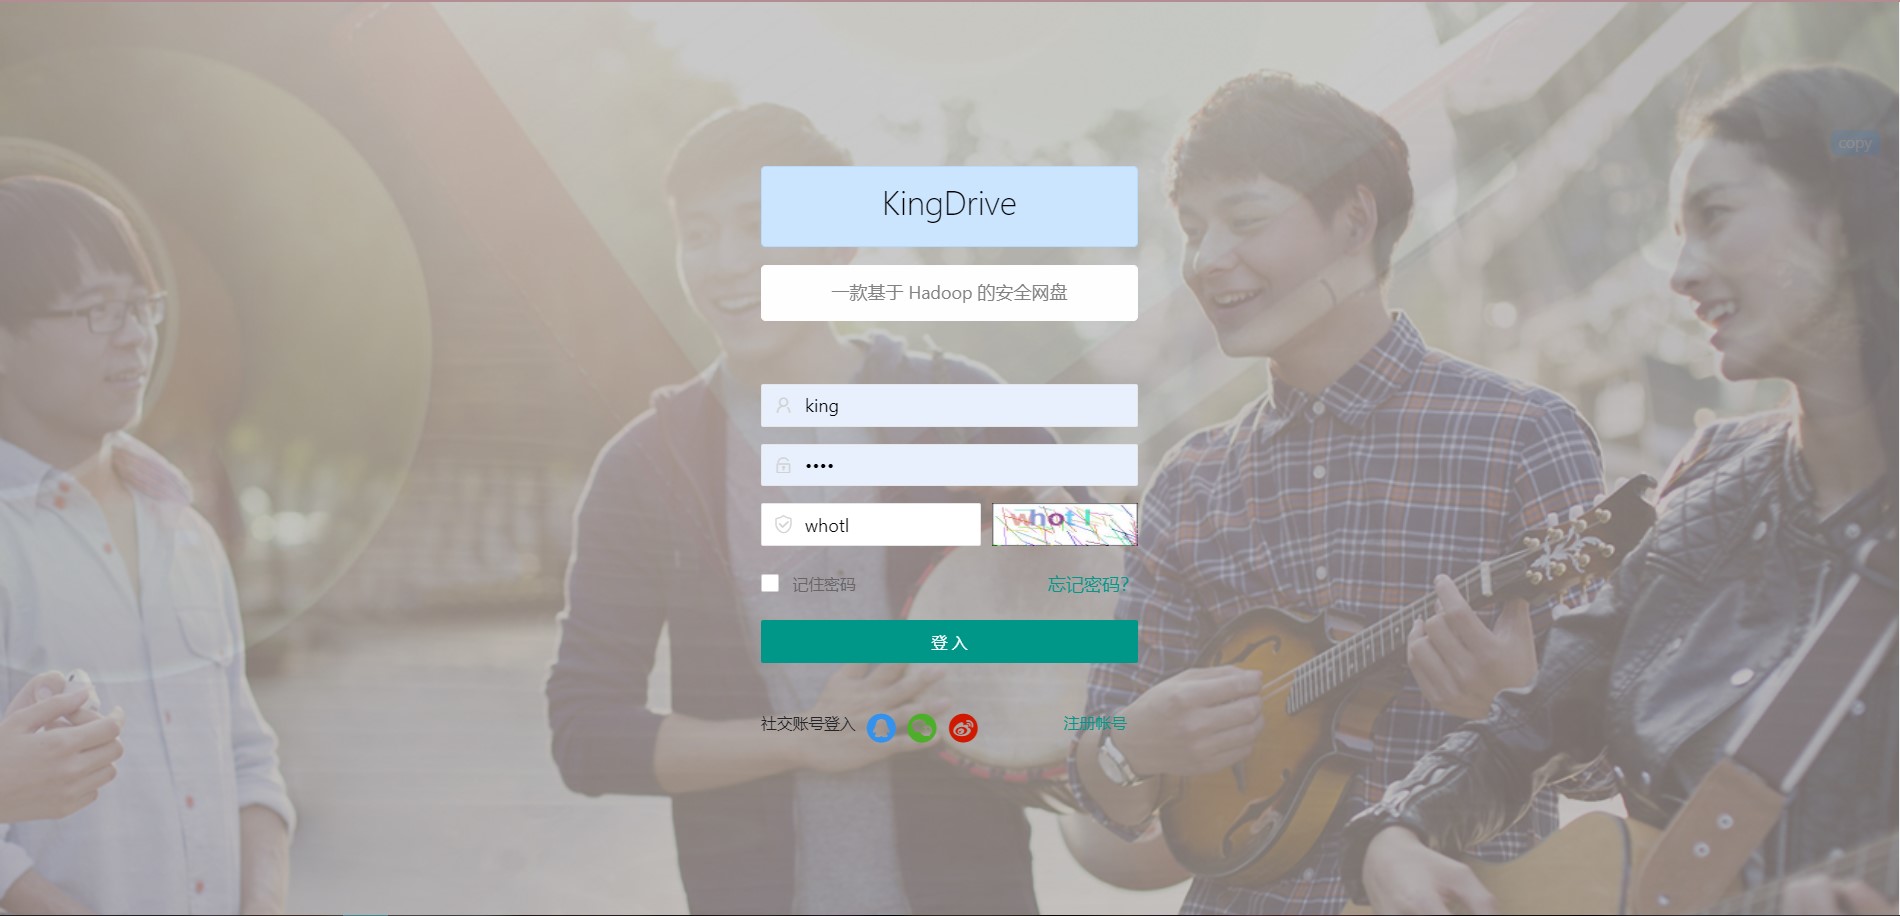 copy
KingDrive
一款基于 Hadoop 的安全网盘
king
••••
whotl whotl
记住密码 忘记密码?
登入
社交账号登入 注册帐号